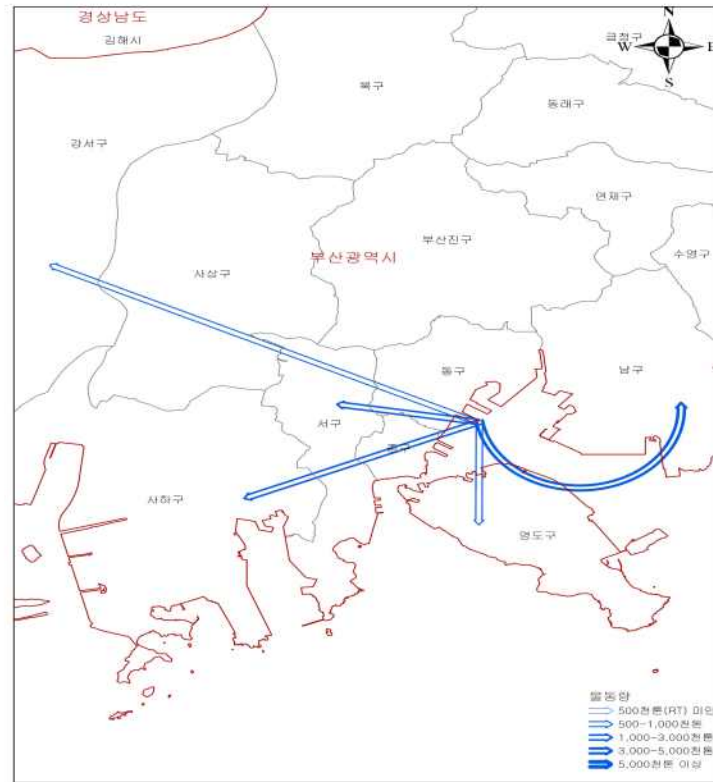 경상남도
김해시
N
금정구
W
E
S
북구
동래구
강서구
연제구
부산진구
수영구
부산광역시
사상구
동구
남구
서구
중구
사하구
영도구
물동량
500천톤(RT) 미만
500-1,000천톤
1,000-3,000천톤
3,000-5,000천톤
5,000천톤 이상